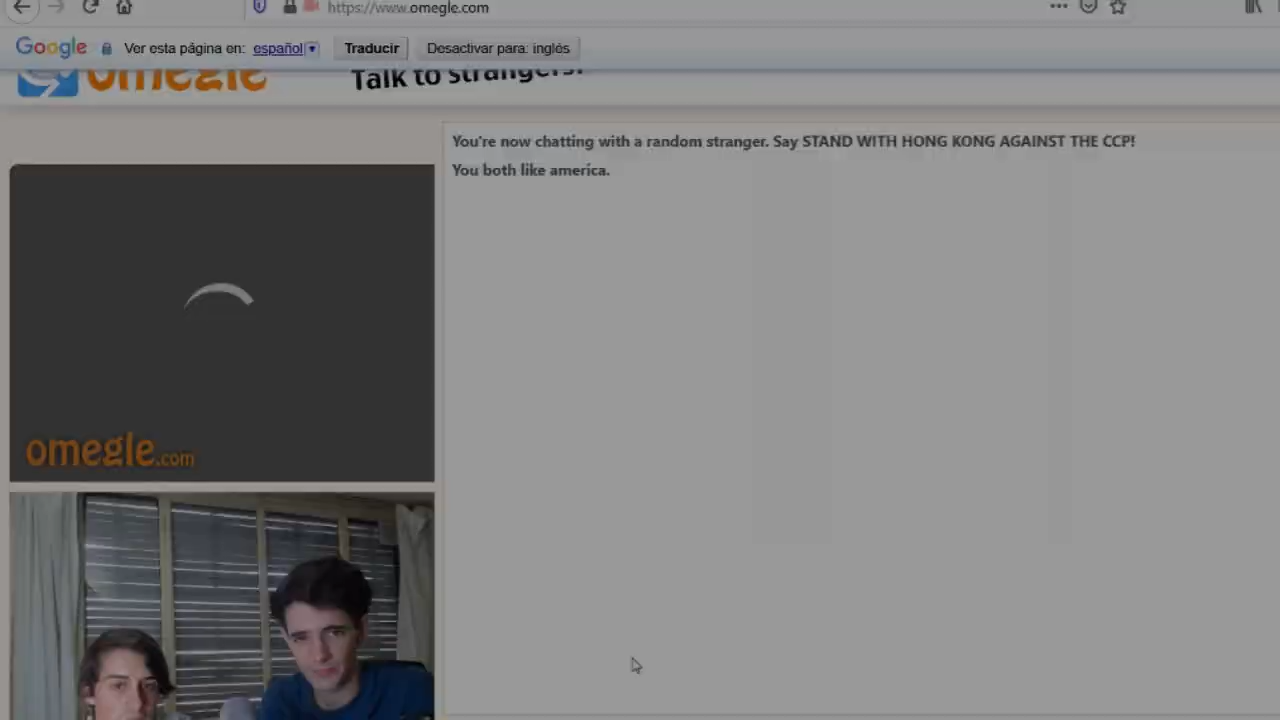 https://www.omegle.com
Google Ver esta página en: español Traducir Desactivar para: inglés
omegle Talk to strangers!
You're now chatting with a random stranger. Say STAND WITH HONG KONG AGAINST THE CCP!
You both like america.
omegle.com